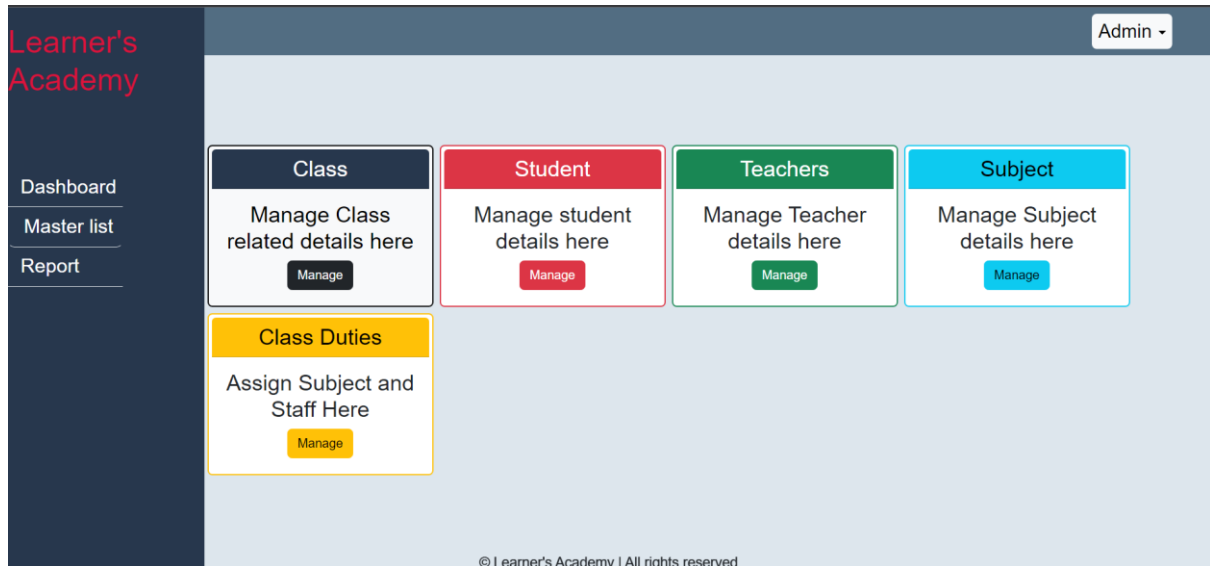 Learner's
Academy
Admin
Dashboard
Master list
Report
Class
Manage Class
related details here
Manage
Student
Manage student
details here
Manage
Teachers
Manage Teacher
details here
Manage
Subject
Manage Subject
details here
Manage
Class Duties
Assign Subject and
Staff Here
Manage
© Learner's Academy | All rights reserved